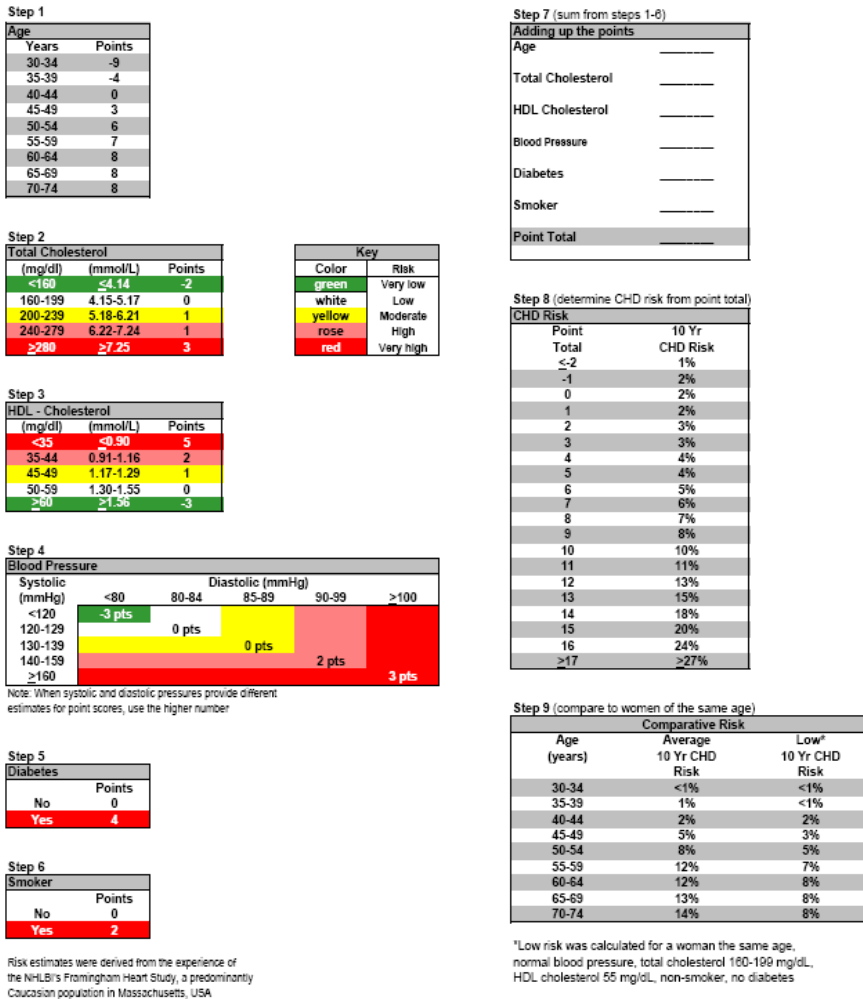 Step 1
Age
Years Points
30-34 -9
35-39 -4
40-44 0
45-49 3
50-54 6
55-59 7
60-64 8
65-69 8
70-74 8
Step 2
Total Cholesterol
(mg/dl) (mmol/L) Points
<160 ≤4.14 -2
160-199 4.15-5.17 0
200-239 5.18-6.21 1
240-279 6.22-7.24 1
≥280 ≥7.25 3
Key
Color Risk
green Very low
white Low
yellow Moderate
rose High
red Very high
Step 3
HDL - Cholesterol
(mg/dl) (mmol/L) Points
<35 ≤0.90 5
35-44 0.91-1.16 2
45-49 1.17-1.29 1
50-59 1.30-1.55 0
≥60 ≥1.56 -3
Step 4
Blood Pressure
Systolic Diastolic (mmHg)
(mmHg) <80 80-84 85-89 90-99 ≥100
<120 -3 pts
120-129 0 pts
130-139 0 pts
140-159 2 pts
≥160 3 pts
Note: When systolic and diastolic pressures provide different
estimates for point scores, use the higher number
Step 5
Diabetes
Points
No 0
Yes 4
Step 6
Smoker
Points
No 0
Yes 2
Risk estimates were derived from the experience of
the NHLBI's Framingham Heart Study, a predominantly
Caucasian population in Massachusetts, USA
Step 7 (sum from steps 1-6)
Adding up the points
Age ________
Total Cholesterol ________
HDL Cholesterol ________
Blood Pressure ________
Diabetes ________
Smoker ________
Point Total ________
Step 8 (determine CHD risk from point total)
CHD Risk
Point 10 Yr
Total CHD Risk
≤-2 1%
-1 2%
0 2%
1 2%
2 3%
3 3%
4 4%
5 4%
6 5%
7 6%
8 7%
9 8%
10 10%
11 11%
12 13%
13 15%
14 18%
15 20%
16 24%
≥17 ≥27%
Step 9 (compare to women of the same age)
Comparative Risk
Age Average Low*
(years) 10 Yr CHD 10 Yr CHD
Risk Risk
30-34 <1% <1%
35-39 1% <1%
40-44 2% 2%
45-49 5% 3%
50-54 8% 5%
55-59 12% 7%
60-64 12% 8%
65-69 13% 8%
70-74 14% 8%
*Low risk was calculated for a woman the same age,
normal blood pressure, total cholesterol 160-199 mg/dL,
HDL cholesterol 55 mg/dL, non-smoker, no diabetes